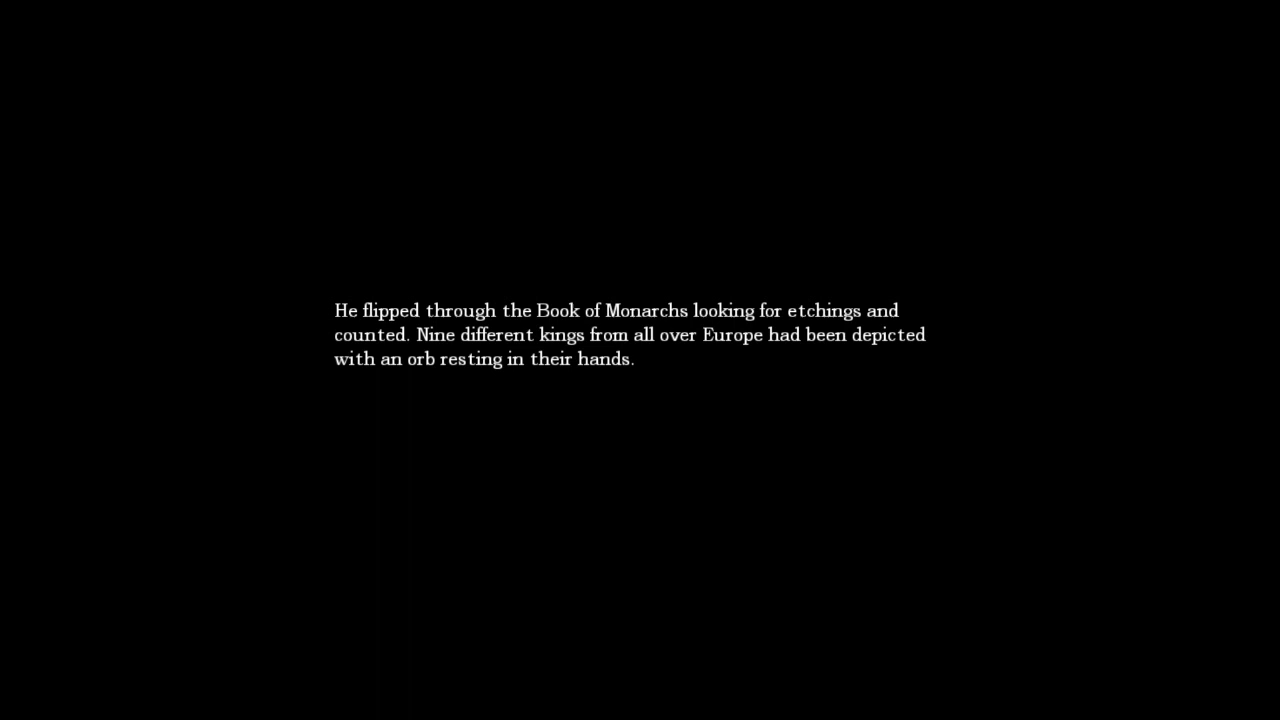 He flipped through the Book of Monarchs looking for etchings and
counted. Nine different kings from all over Europe had been depicted
with an orb resting in their hands.